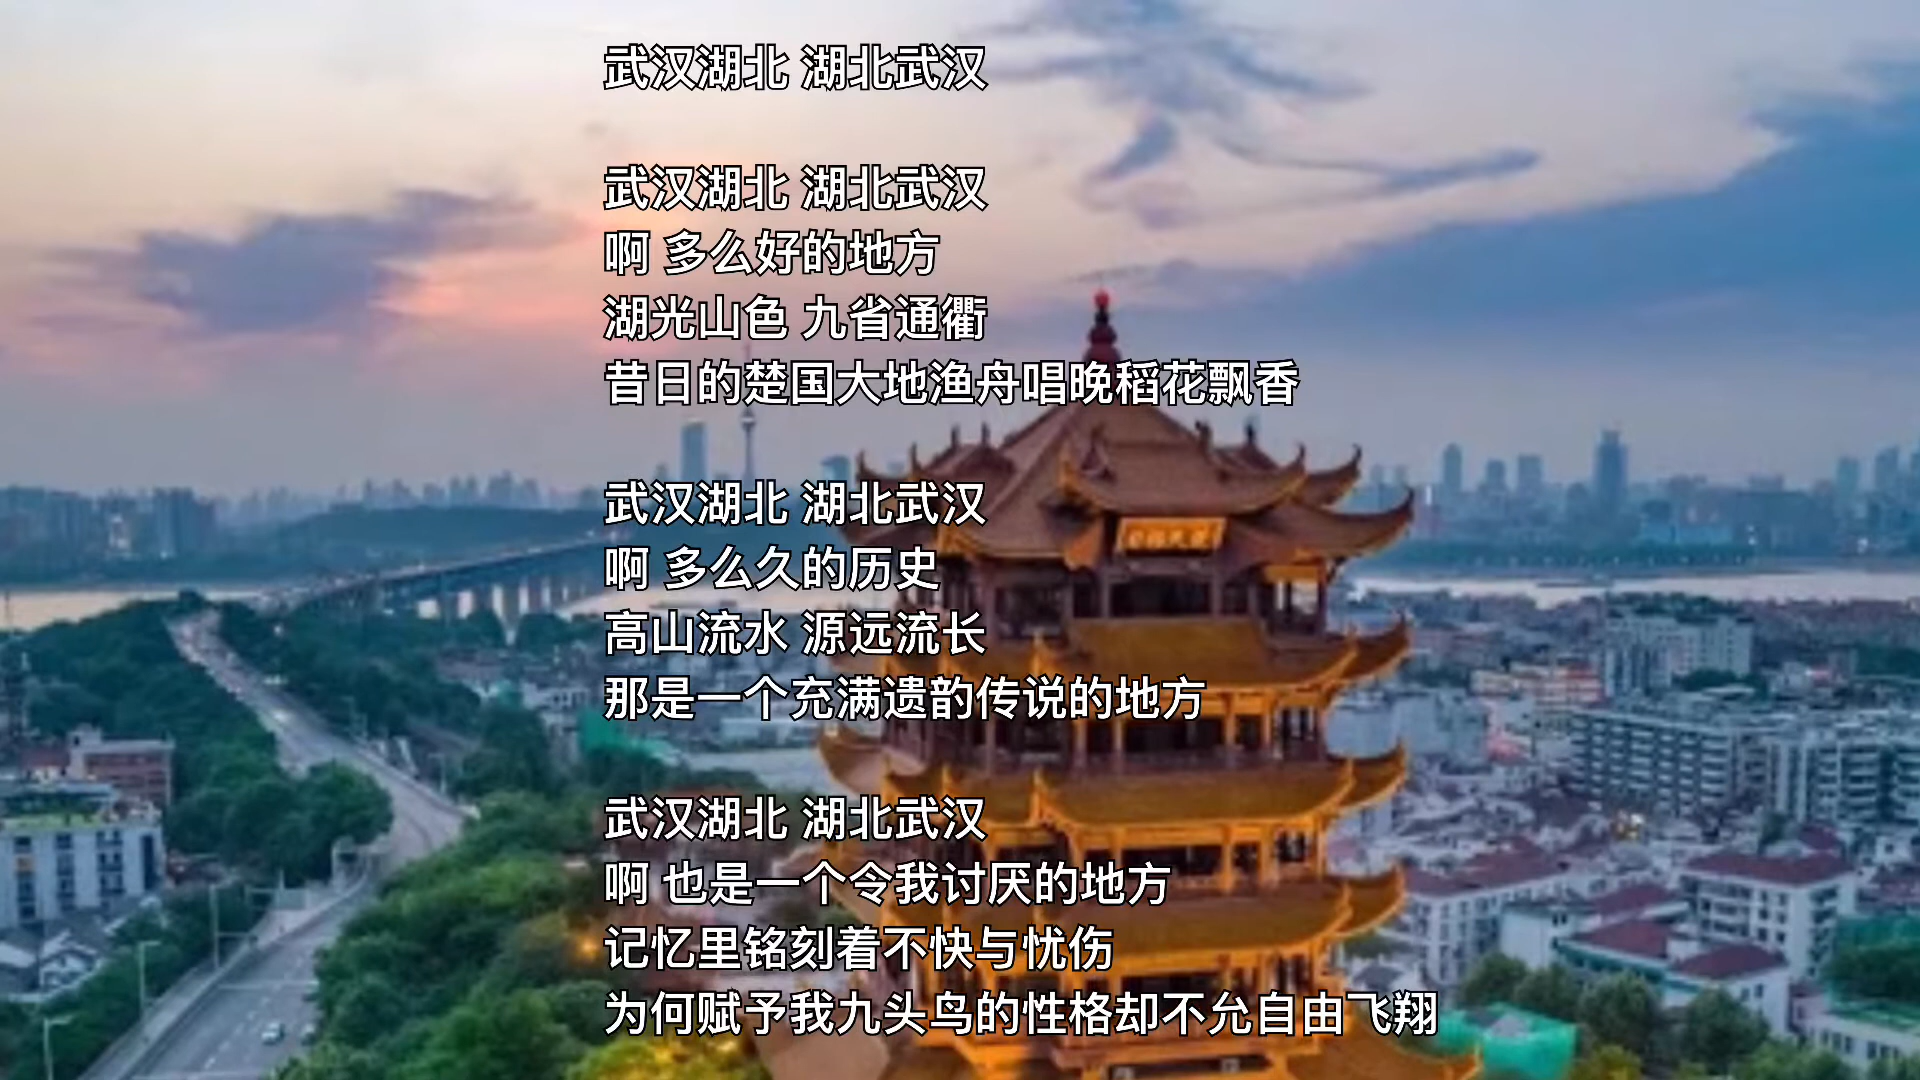 武汉湖北 湖北武汉
武汉湖北 湖北武汉
啊 多么好的地方
湖光山色 九省通衢
昔日的楚国大地渔舟唱晚稻花飘香
武汉湖北 湖北武汉
啊 多么久的历史
高山流水 源远流长
那是一个充满遗韵传说的地方
武汉湖北 湖北武汉
啊 也是一个令我讨厌的地方
记忆里铭刻着不快与忧伤
为何赋予我九头鸟的性格却不允自由飞翔